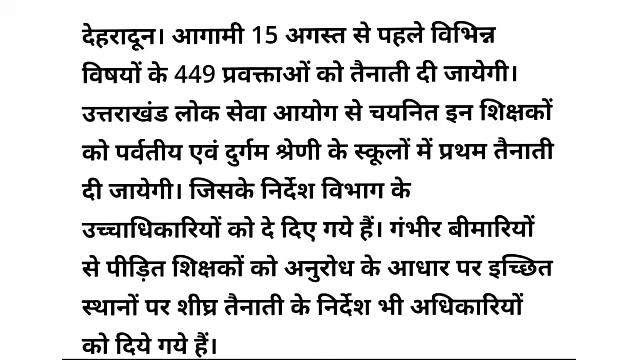 देहरादून। आगामी 15 अगस्त से पहले विभिन्न
विषयों के 449 प्रवक्ताओं को तैनाती दी जायेगी।
उत्तराखंड लोक सेवा आयोग से चयनित इन शिक्षकों
को पर्वतीय एवं दुर्गम श्रेणी के स्कूलों में प्रथम तैनाती
दी जायेगी। जिसके निर्देश विभाग के
उच्चाधिकारियों को दे दिए गये हैं। गंभीर बीमारियों
से पीड़ित शिक्षकों को अनुरोध के आधार पर इच्छित
स्थानों पर शीघ्र तैनाती के निर्देश भी अधिकारियों
को दिये गये हैं।